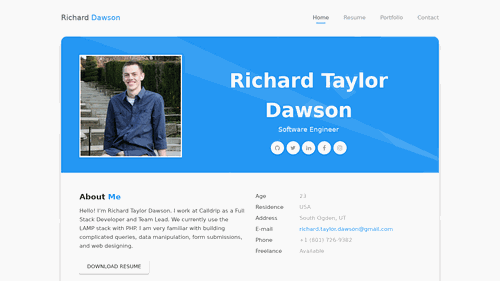 Richard Dawson
Home Resume Portfolio Contact
Richard Taylor
Dawson
Software Engineer
About Me
Hello! I'm Richard Taylor Dawson. I work at Calldrip as a Full
Stack Developer and Team Lead. We currently use the
LAMP stack with PHP. I am very familiar with building
complicated queries, data manipulation, form submissions,
and web designing.
DOWNLOAD RESUME
Age 23
Residence USA
Address South Ogden, UT
E-mail richard.taylin.dawson@gmail.com
Phone +1 (801) 726-9362
Freelance Available